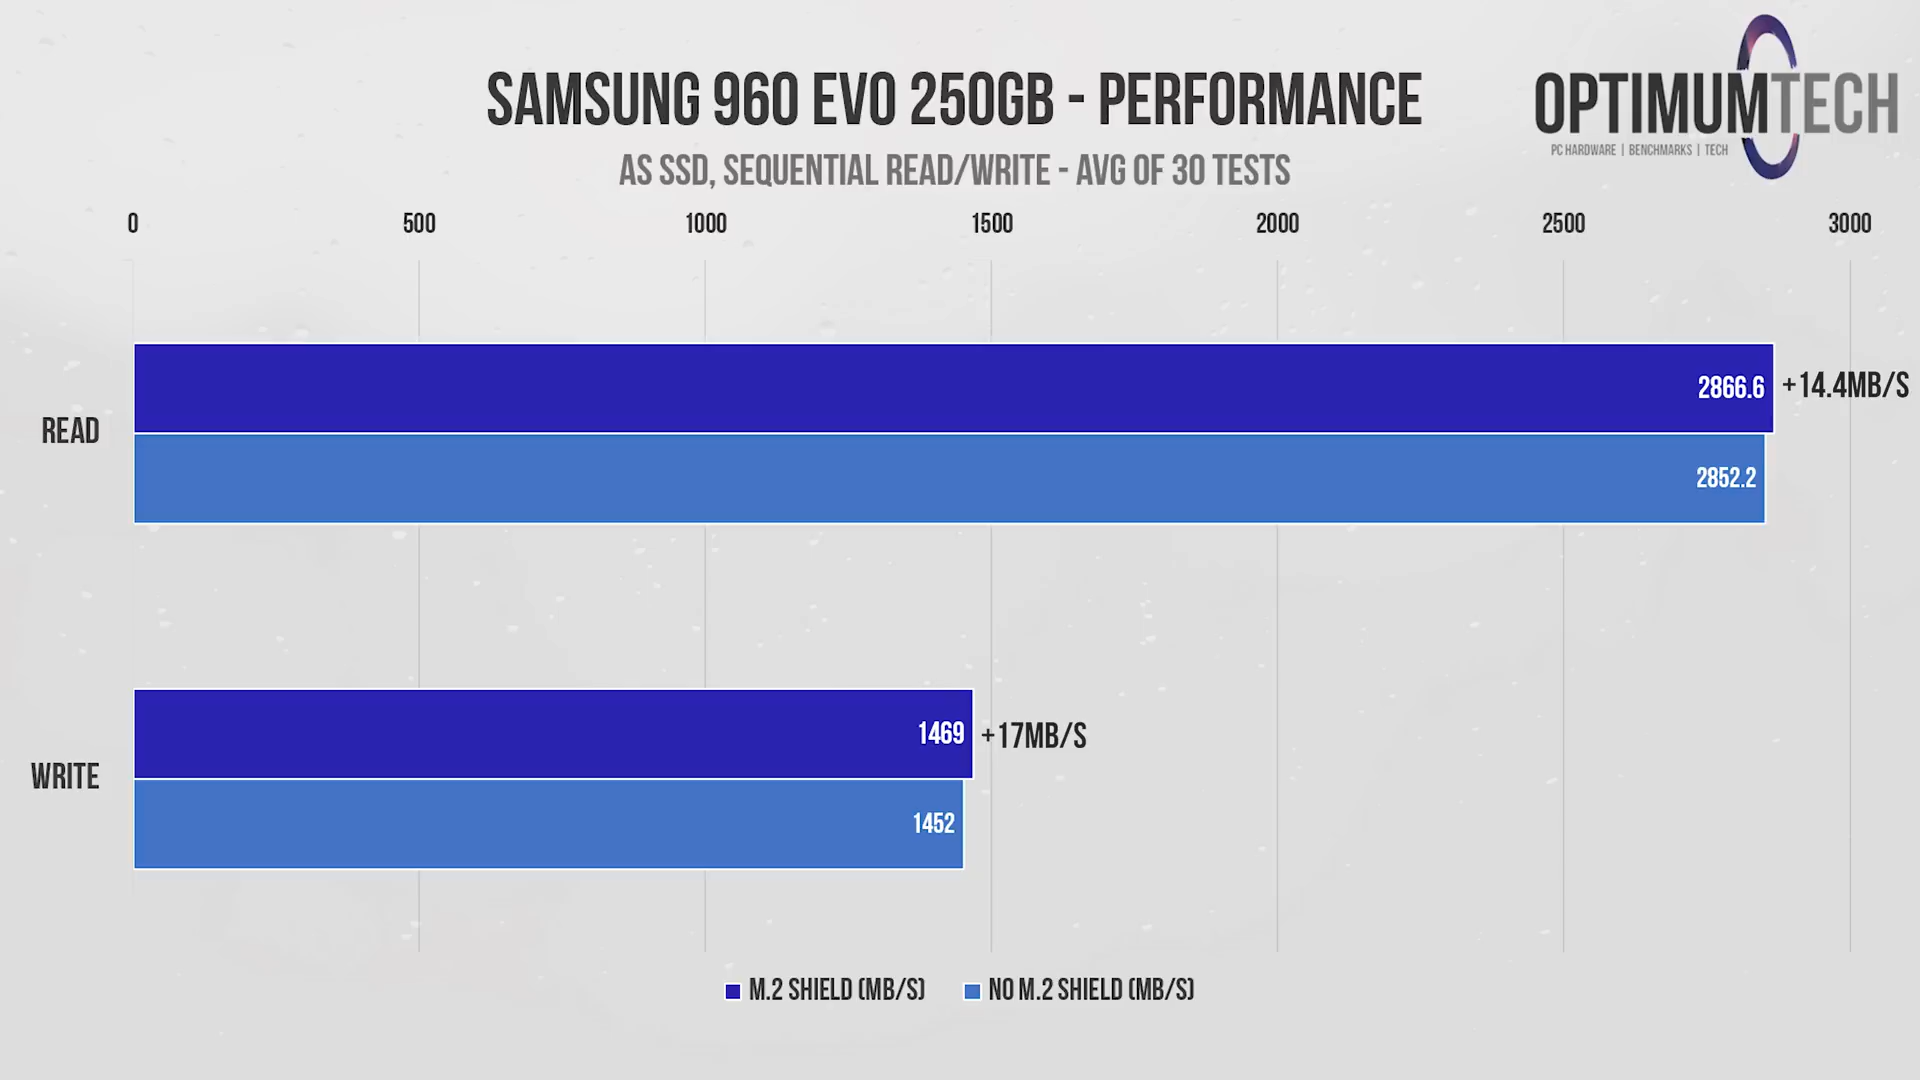 SAMSUNG 960 EVO 250GB - PERFORMANCE
AS SSD, SEQUENTIAL READ/WRITE - AVG OF 30 TESTS
OPTIMUMTECH
PC HARDWARE | BENCHMARKS | TECH
0 500 1000 1500 2000 2500 3000
READ
2866.6 +14.4MB/S
2852.2
WRITE
1469 +17MB/S
1452
M.2 SHIELD (MB/S) NO M.2 SHIELD (MB/S)